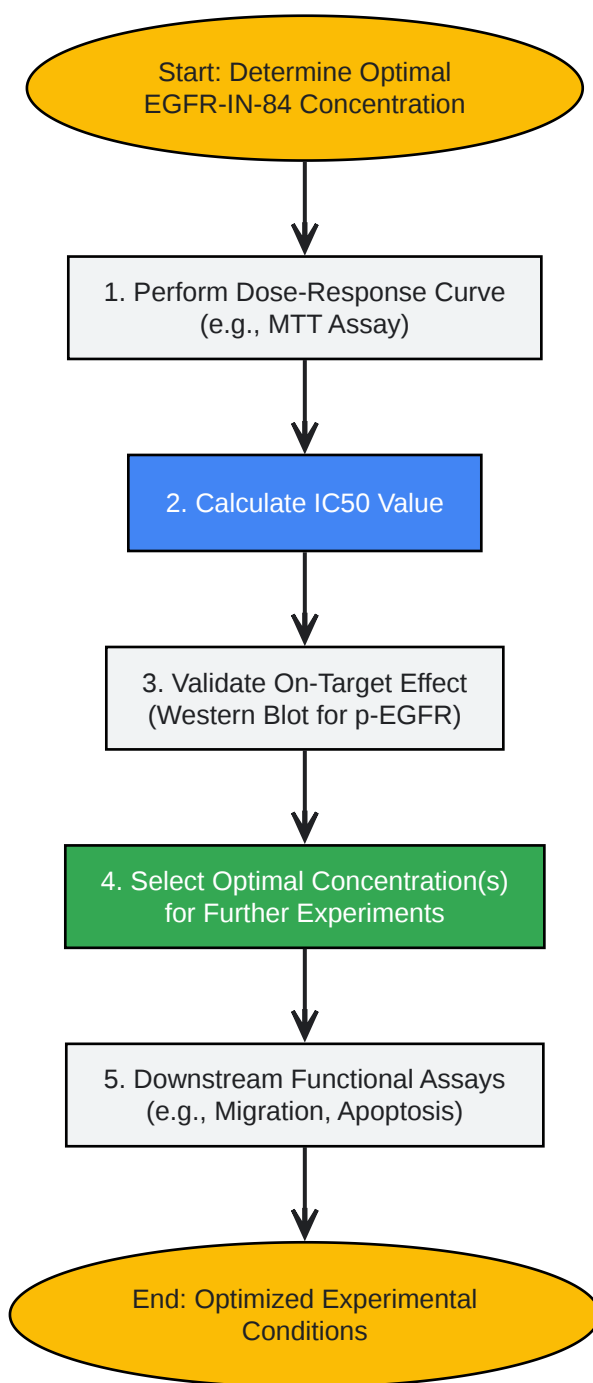 Start: Determine Optimal
EGFR-IN-84 Concentration
1. Perform Dose-Response Curve
(e.g., MTT Assay)
2. Calculate IC50 Value
3. Validate On-Target Effect
(Western Blot for p-EGFR)
4. Select Optimal Concentration(s)
for Further Experiments
5. Downstream Functional Assays
(e.g., Migration, Apoptosis)
End: Optimized Experimental
Conditions